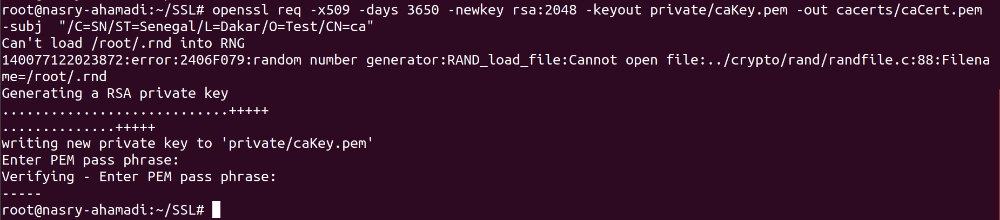 root@nasry-ahamadi:~/SSL# openssl req -x509 -days 3650 -newkey rsa:2048 -keyout private/caKey.pem -out cacerts/caCert.pem
-subj  "/C=SN/ST=Senegal/L=Dakar/O=Test/CN=ca"
Can't load /root/.rnd into RNG
140077122023872:error:2406F079:random number generator:RAND_load_file:Cannot open file:../crypto/rand/randfile.c:88:Filena
me=/root/.rnd
Generating a RSA private key
............................+++++
..............+++++
writing new private key to 'private/caKey.pem'
Enter PEM pass phrase:
Verifying - Enter PEM pass phrase:
-----
root@nasry-ahamadi:~/SSL#